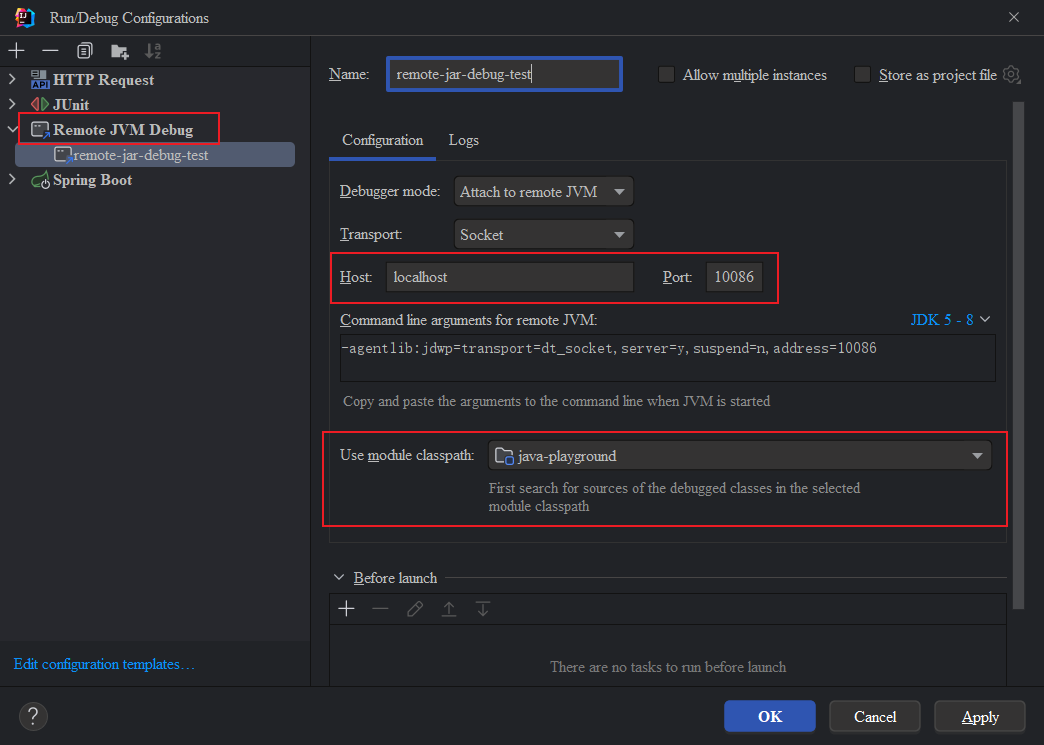 Run/Debug Configurations
HTTP Request
JUnit
Remote JVM Debug
remote-jar-debug-test
Spring Boot
Edit configuration templates…
Name: remote-jar-debug-test Allow multiple instances Store as project file
Configuration Logs
Debugger mode: Attach to remote JVM
Transport: Socket
Host: localhost Port: 10086
Command line arguments for remote JVM: JDK 5 - 8
-agentlib:jdwp=transport=dt_socket,server=y,suspend=n,address=10086
Copy and paste the arguments to the command line when JVM is started
Use module classpath: java-playground
First search for sources of the debugged classes in the selected
module classpath
Before launch
There are no tasks to run before launch
? OK Cancel Apply